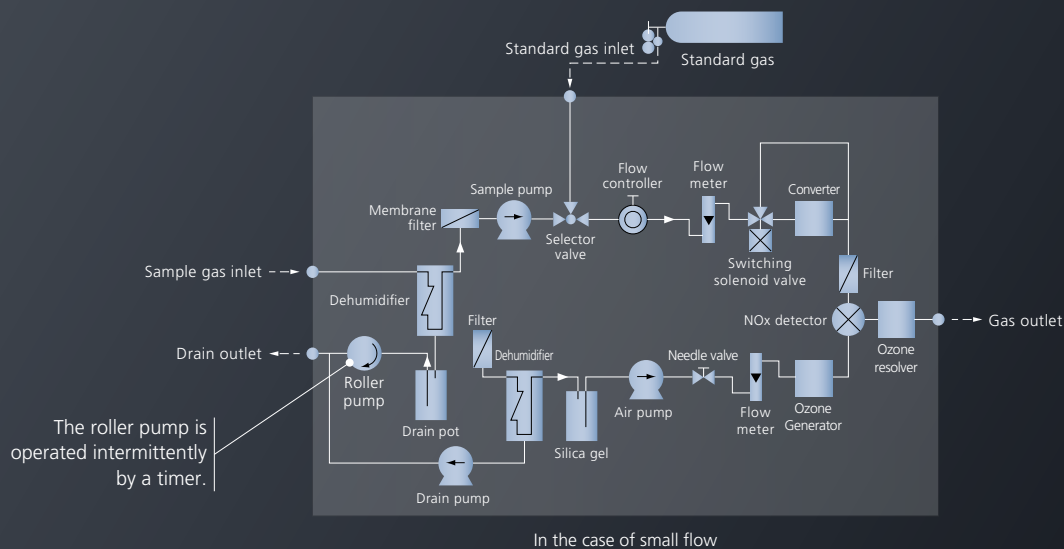 Standard gas inlet
Standard gas
Flow
controller
Flow
meter
Sample pump
Converter
Membrane
filter
Selector
valve
Switching
solenoid valve
Filter
Sample gas inlet
Dehumidifier
NOx detector
Gas outlet
Filter
Drain outlet
Dehumidifier
Needle valve
Ozone
resolver
Roller
pump
Air pump
Flow
meter
Ozone
Generator
Drain pot
Silica gel
The roller pump is
operated intermittently
by a timer.
Drain pump
In the case of small flow